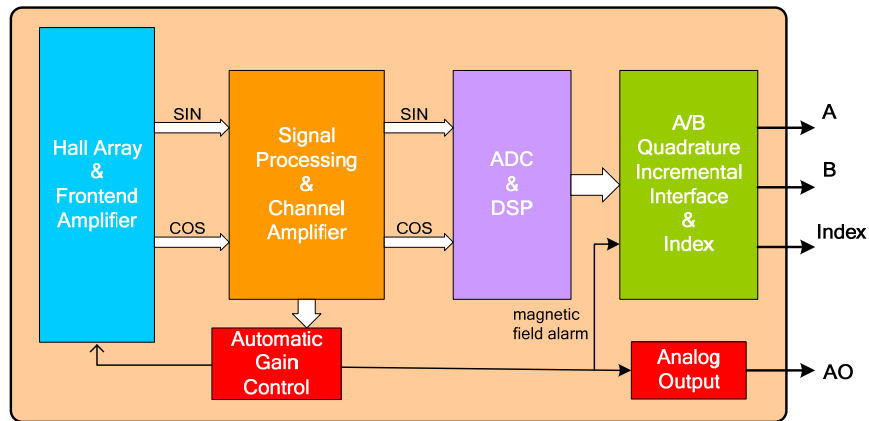 Hall Array
&
Frontend
Amplifier
SIN
COS
Signal
Processing
&
Channel
Amplifier
SIN
COS
ADC
&
DSP
A/B
Quadrature
Incremental
Interface
&
Index
A
B
Index
magnetic
field alarm
Automatic
Gain
Control
Analog
Output
AO